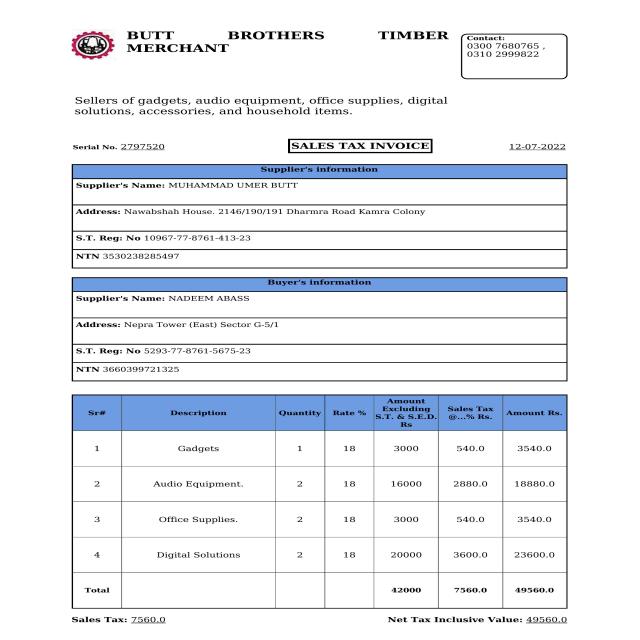 BUTT BROTHERS TIMBER
MERCHANT
Contact:
0300 7680765 ,
0310 2999822
Sellers of gadgets, audio equipment, office supplies, digital
solutions, accessories, and household items.
Serial No. 2797520 SALES TAX INVOICE 12-07-2022
Supplier's information
Supplier's Name: MUHAMMAD UMER BUTT
Address: Nawabshah House. 2146/190/191 Dharmra Road Kamra Colony
S.T. Reg: No 10967-77-8761-413-23
NTN 3530238285497
Buyer's information
Supplier's Name: NADEEM ABASS
Address: Nepra Tower (East) Sector G-5/1
S.T. Reg: No 5293-77-8761-5675-23
NTN 3660399721325
Sr# Description Quantity Rate % Amount Excluding S.T. & S.E.D. Rs Sales Tax @...% Rs. Amount Rs.
1 Gadgets 1 18 3000 540.0 3540.0
2 Audio Equipment. 2 18 16000 2880.0 18880.0
3 Office Supplies. 2 18 3000 540.0 3540.0
4 Digital Solutions 2 18 20000 3600.0 23600.0
Total 42000 7560.0 49560.0
Sales Tax: 7560.0 Net Tax Inclusive Value: 49560.0